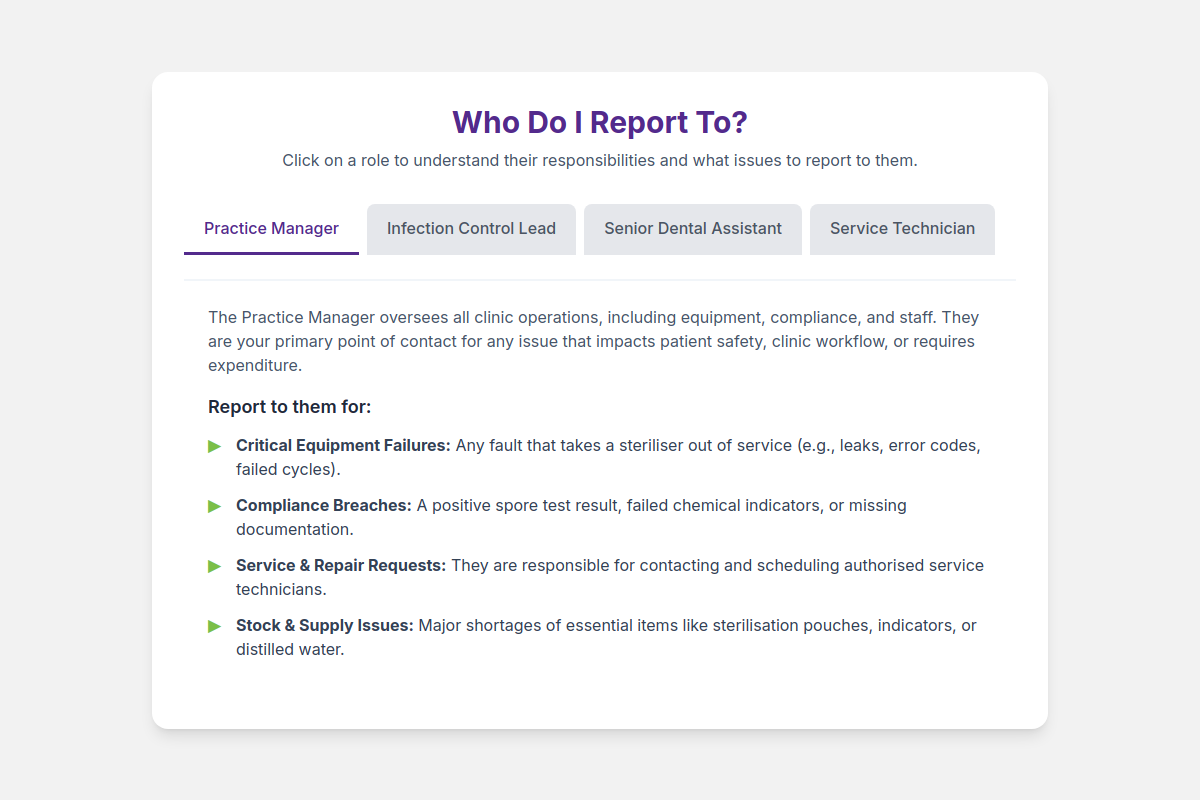 Who Do I Report To?
Click on a role to understand their responsibilities and what issues to report to them.
Practice Manager
Infection Control Lead
Senior Dental Assistant
Service Technician
The Practice Manager oversees all clinic operations, including equipment, compliance, and staff. They
are your primary point of contact for any issue that impacts patient safety, clinic workflow, or requires
expenditure.
Report to them for:
▶ Critical Equipment Failures: Any fault that takes a steriliser out of service (e.g., leaks, error codes,
failed cycles).
▶ Compliance Breaches: A positive spore test result, failed chemical indicators, or missing
documentation.
▶ Service & Repair Requests: They are responsible for contacting and scheduling authorised service
technicians.
▶ Stock & Supply Issues: Major shortages of essential items like sterilisation pouches, indicators, or
distilled water.